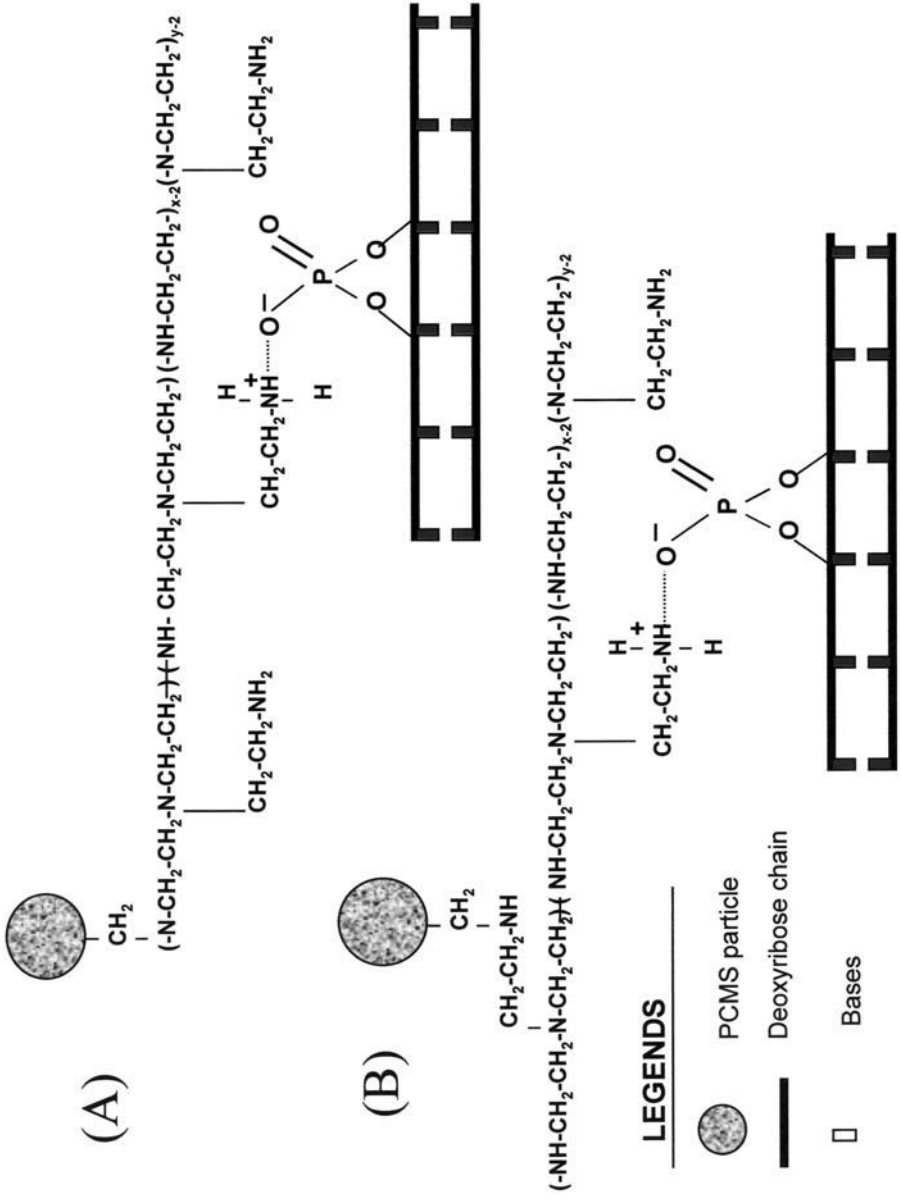 (A)
CH₂
(-N-CH₂-CH₂-N-CH₂-CH₂-)-(-NH- CH₂-CH₂-N-CH₂-CH₂-) (-NH-CH₂-CH₂-)ₓ₋₂(-N-CH₂-CH₂-)y-2
CH₂-CH₂-NH₂
CH₂-CH₂-NH
H
+
H
O
−
P
O
O
O
CH₂-CH₂-NH₂
(B)
CH₂
CH₂-CH₂-NH
(-NH-CH₂-CH₂-N-CH₂-CH₂-)( NH-CH₂-CH₂-N-CH₂-CH₂-) (-NH-CH₂-CH₂-)ₓ₋₂(-N-CH₂-CH₂-)y-2
CH₂-CH₂-NH
H
+
H
O
−
P
O
O
O
CH₂-CH₂-NH₂
LEGENDS
PCMS particle
Deoxyribose chain
Bases